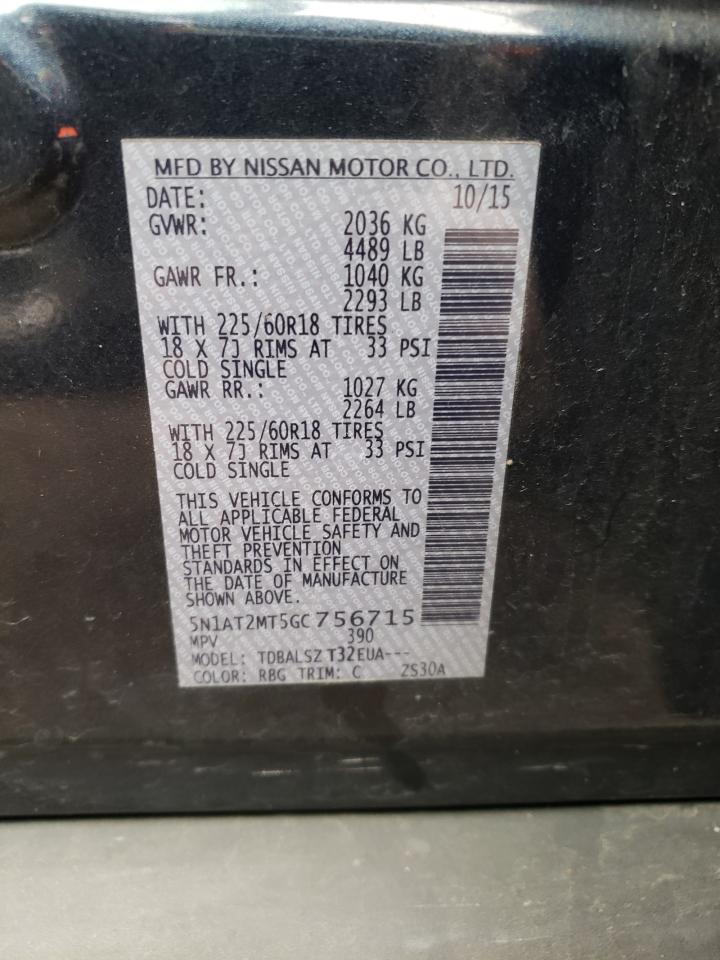 MFD BY NISSAN MOTOR CO., LTD.
DATE: 10/15
GVWR: 2036 KG
4489 LB
GAWR FR.: 1040 KG
2293 LB
WITH 225/60R18 TIRES
18 X 7J RIMS AT 33 PSI
COLD SINGLE
GAWR RR.: 1027 KG
2264 LB
WITH 225/60R18 TIRES
18 X 7J RIMS AT 33 PSI
COLD SINGLE
THIS VEHICLE CONFORMS TO
ALL APPLICABLE FEDERAL
MOTOR VEHICLE SAFETY AND
THEFT PREVENTION
STANDARDS IN EFFECT ON
THE DATE OF MANUFACTURE
SHOWN ABOVE.
5N1AT2MT5GC756715
MPV 390
MODEL: TDBALSZ T32EUA---
COLOR: RBG TRIM: C 2S30A